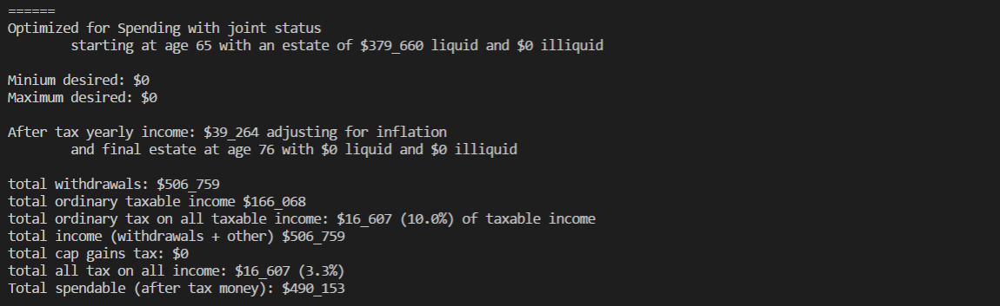 ======
Optimized for Spending with joint status
starting at age 65 with an estate of $379_660 liquid and $0 illiquid
Minium desired: $0
Maximum desired: $0
After tax yearly income: $39_264 adjusting for inflation
and final estate at age 76 with $0 liquid and $0 illiquid
total withdrawals: $506_759
total ordinary taxable income $166_068
total ordinary tax on all taxable income: $16_607 (10.0%) of taxable income
total income (withdrawals + other) $506_759
total cap gains tax: $0
total all tax on all income: $16_607 (3.3%)
Total spendable (after tax money): $490_153